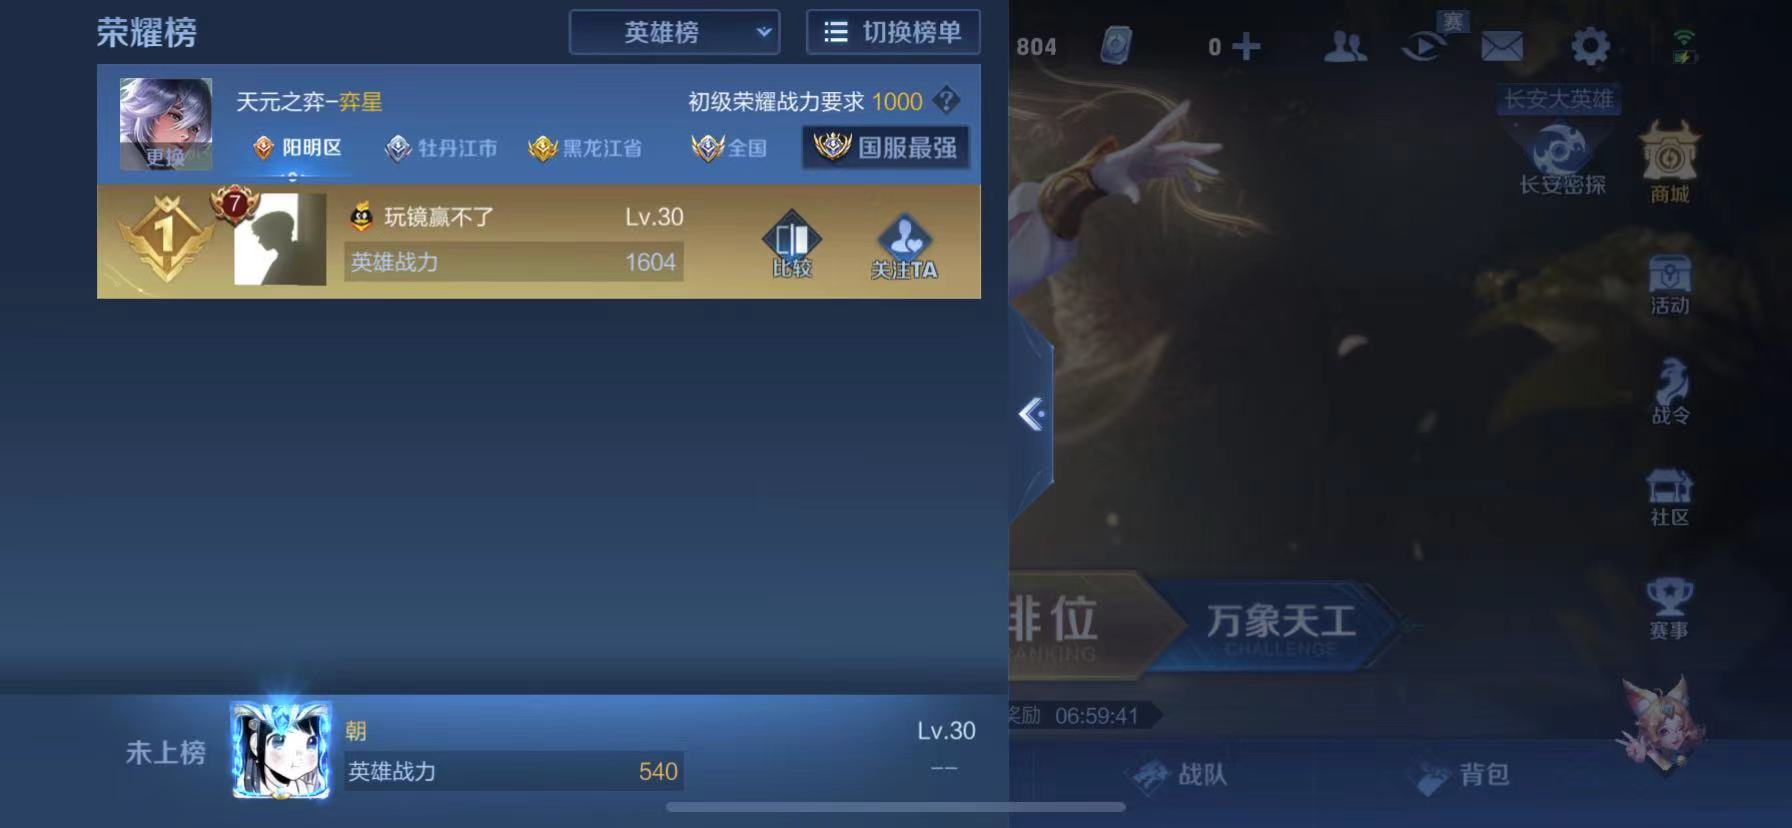 荣耀榜
英雄榜
切换榜单
天元之弈-弈星
初级荣耀战力要求 1000 ?
更换
阳明区
牡丹江市
黑龙江省
全国
国服最强
1
7
玩镜赢不了
Lv.30
英雄战力
1604
比较
关注TA
未上榜
朝
Lv.30
英雄战力
540
--
804
0
赛
长安大英雄
长安密探
商城
活动
战令
社区
赛事
排位
RANKING
万象天工
CHALLENGE
奖励 06:59:41
战队
背包